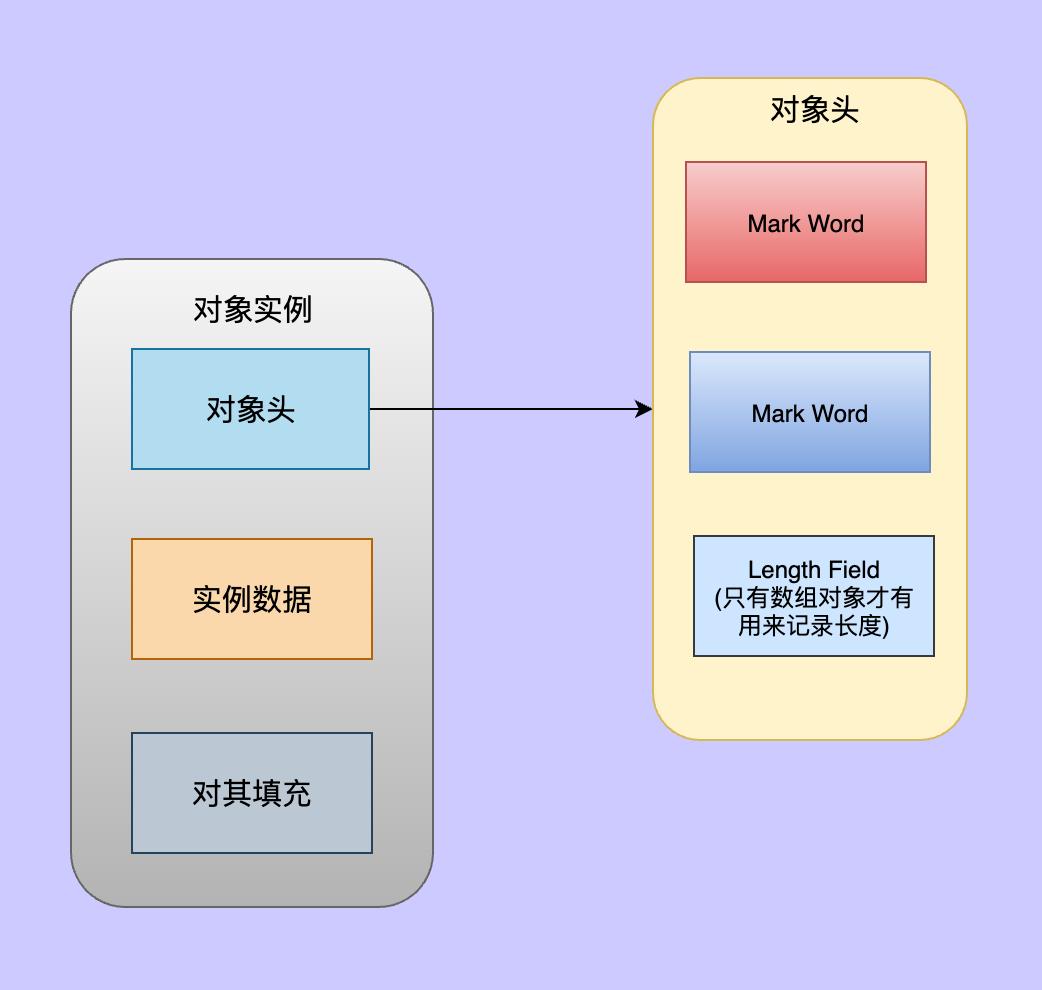 对象实例
对象头
实例数据
对其填充
对象头
Mark Word
Mark Word
Length Field
(只有数组对象才有
用来记录长度)